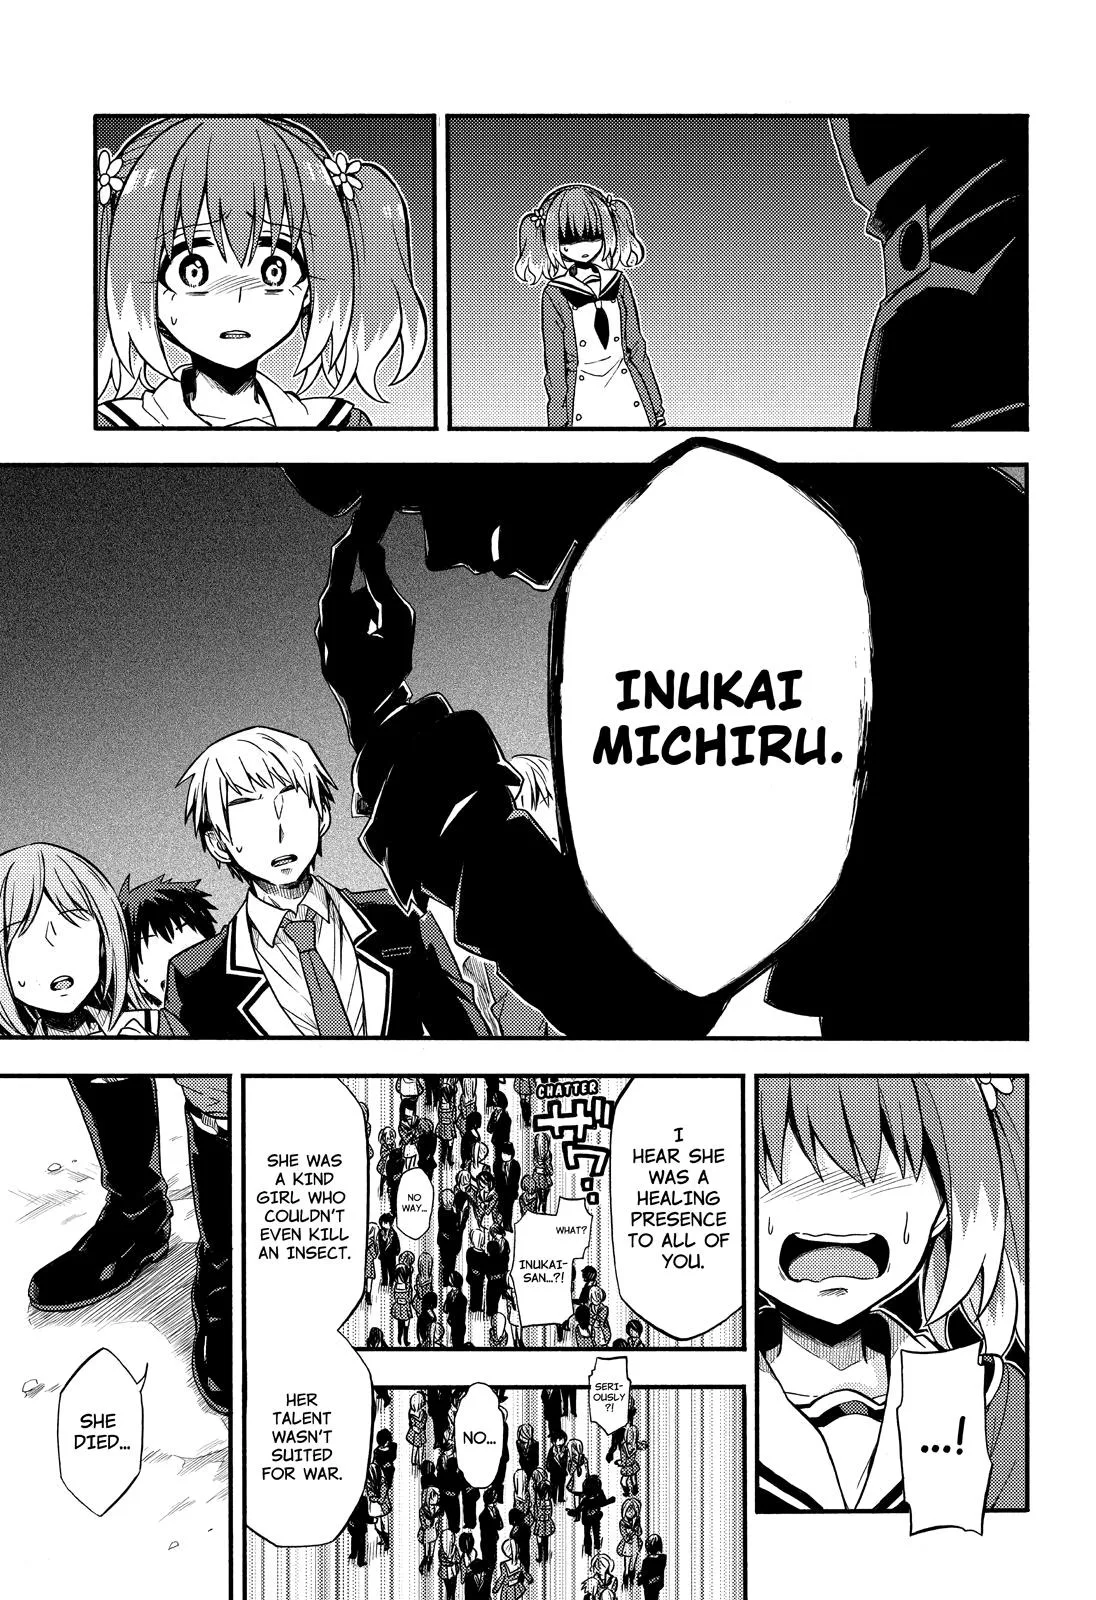 INUKAI
MICHIRU.
...!
I
HEAR SHE
WAS A
HEALING
PRESENCE
TO ALL OF
YOU.
CHATTER
ザワ。
WHAT?
INUKAI-
SAN...?!
NO
WAY...
SHE WAS
A KIND
GIRL WHO
COULDN'T
EVEN KILL
AN INSECT.
SERI-
OUSLY
?!
NO...
HER
TALENT
WASN'T
SUITED
FOR WAR.
SHE
DIED...